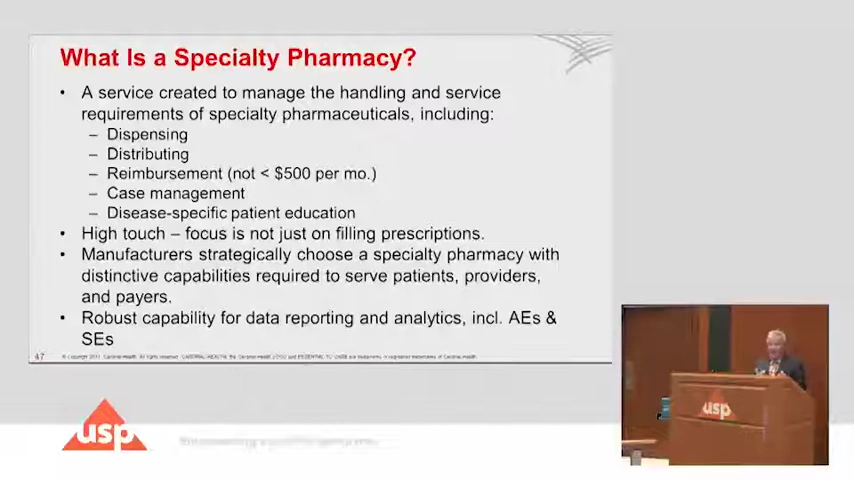 What Is a Specialty Pharmacy?
• A service created to manage the handling and service
requirements of specialty pharmaceuticals, including:
– Dispensing
– Distributing
– Reimbursement (not < $500 per mo.)
– Case management
– Disease-specific patient education
• High touch – focus is not just on filling prescriptions.
• Manufacturers strategically choose a specialty pharmacy with
distinctive capabilities required to serve patients, providers,
and payers.
• Robust capability for data reporting and analytics, incl. AEs &
SEs
47
usp
usp